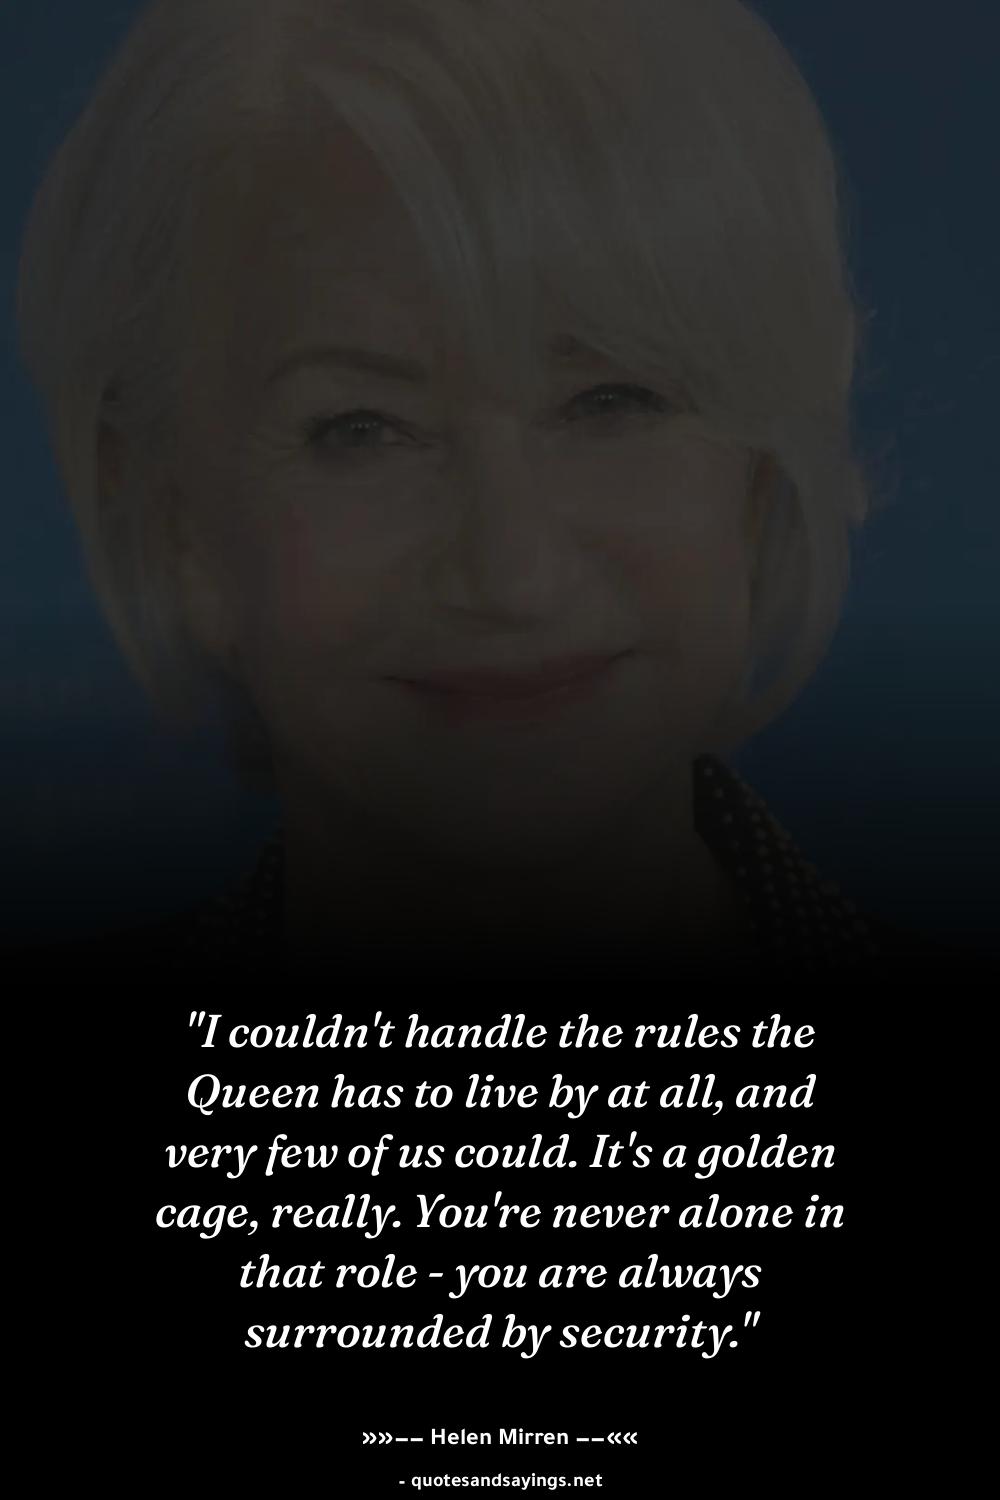 "I couldn't handle the rules the
Queen has to live by at all, and
very few of us could. It's a golden
cage, really. You're never alone in
that role - you are always
surrounded by security."
»»—— Helen Mirren ——««
- quotesandsayings.net